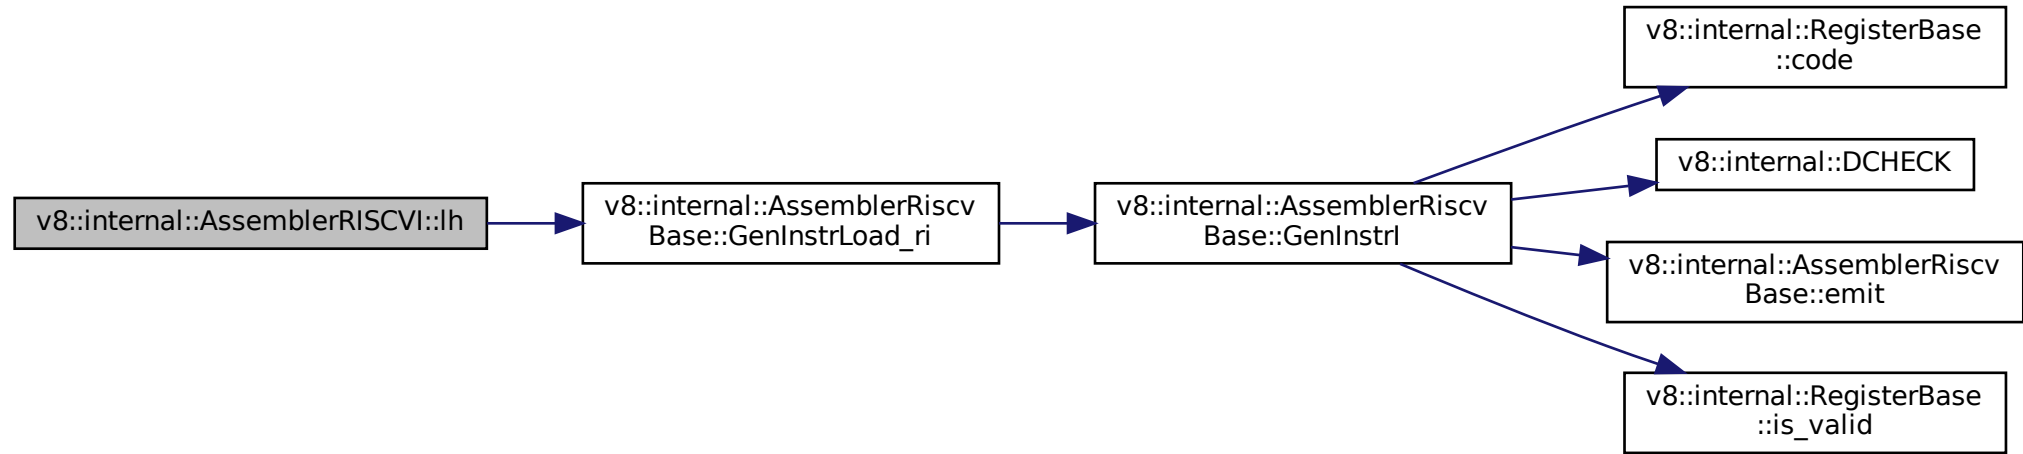 v8::internal::AssemblerRISCVI::lh
v8::internal::AssemblerRiscv
Base::GenInstrLoad_ri
v8::internal::AssemblerRiscv
Base::GenInstrI
v8::internal::RegisterBase
::code
v8::internal::DCHECK
v8::internal::AssemblerRiscv
Base::emit
v8::internal::RegisterBase
::is_valid